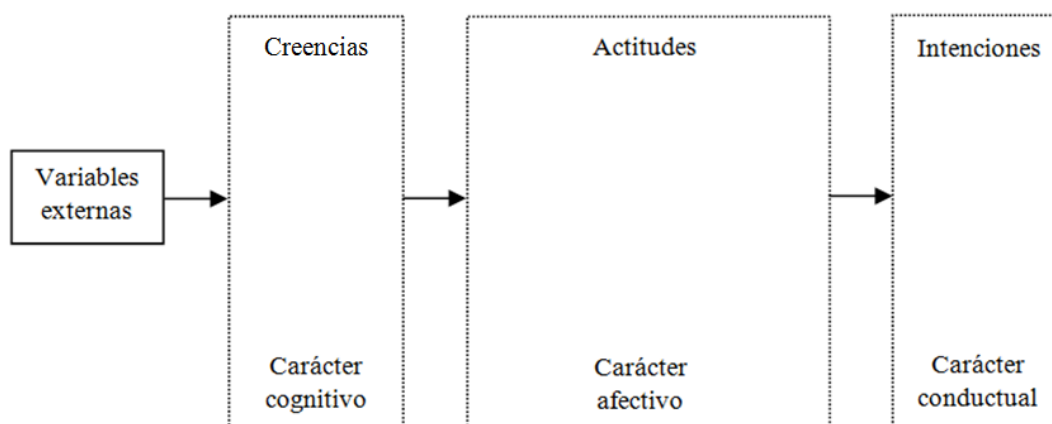 Creencias
Actitudes
Intenciones
Variables
externas
Carácter
cognitivo
Carácter
afectivo
Carácter
conductual